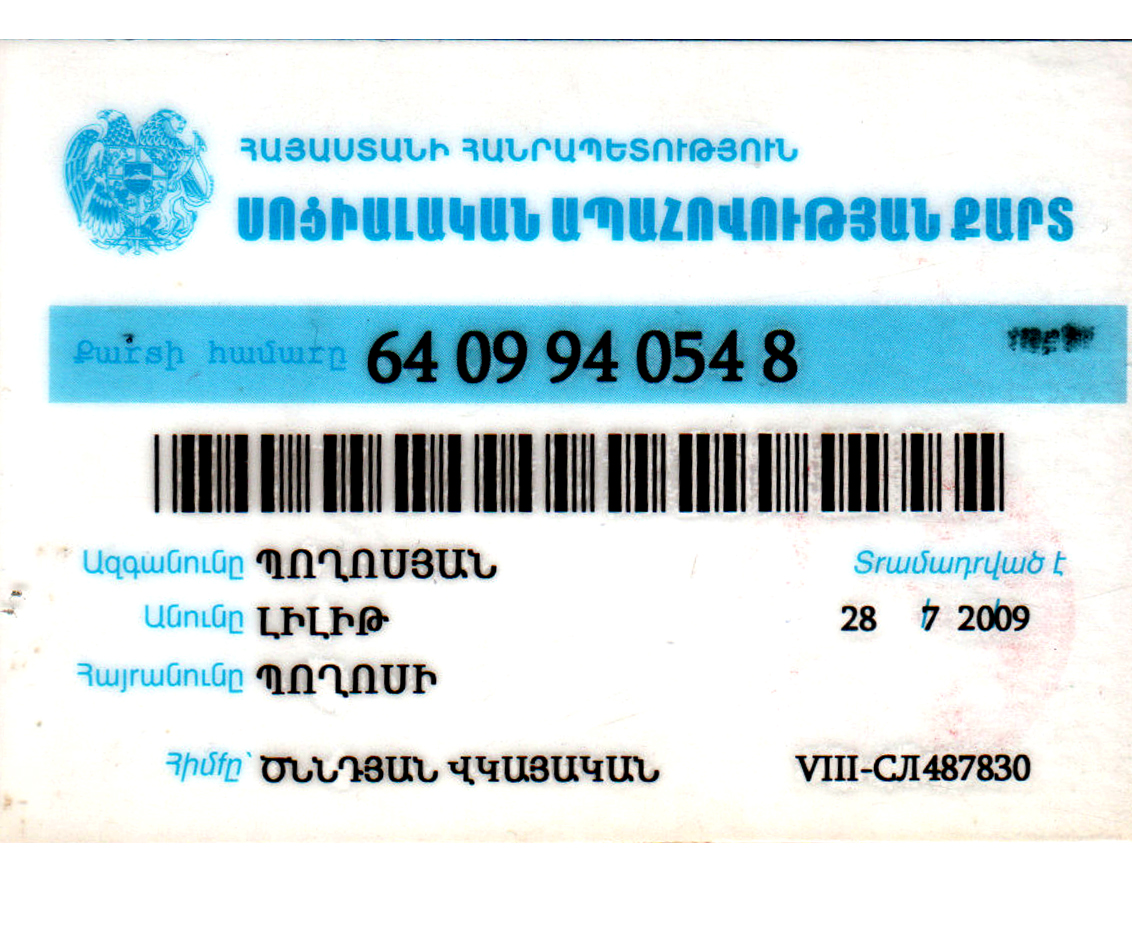 ՀԱՅԱՍՏԱՆԻ ՀԱՆՐԱՊԵՏՈՒԹՅՈՒՆ
ՍՈՑԻԱԼԱԿԱՆ ԱՊԱՀՈՎՈՒԹՅԱՆ ՔԱՐՏ
Քարտի համարը 64 09 94 054 8
Ազգանունը ՊՈՂՈՍՅԱՆ
Տրամադրված է
Անունը ԼԻԼԻԹ
28 / 7 / 2009
Հայրանունը ՊՈՂՈՍԻ
Հիմքը՝ ԾՆՆԴՅԱՆ ՎԿԱՅԱԿԱՆ VIII-СЛ487830